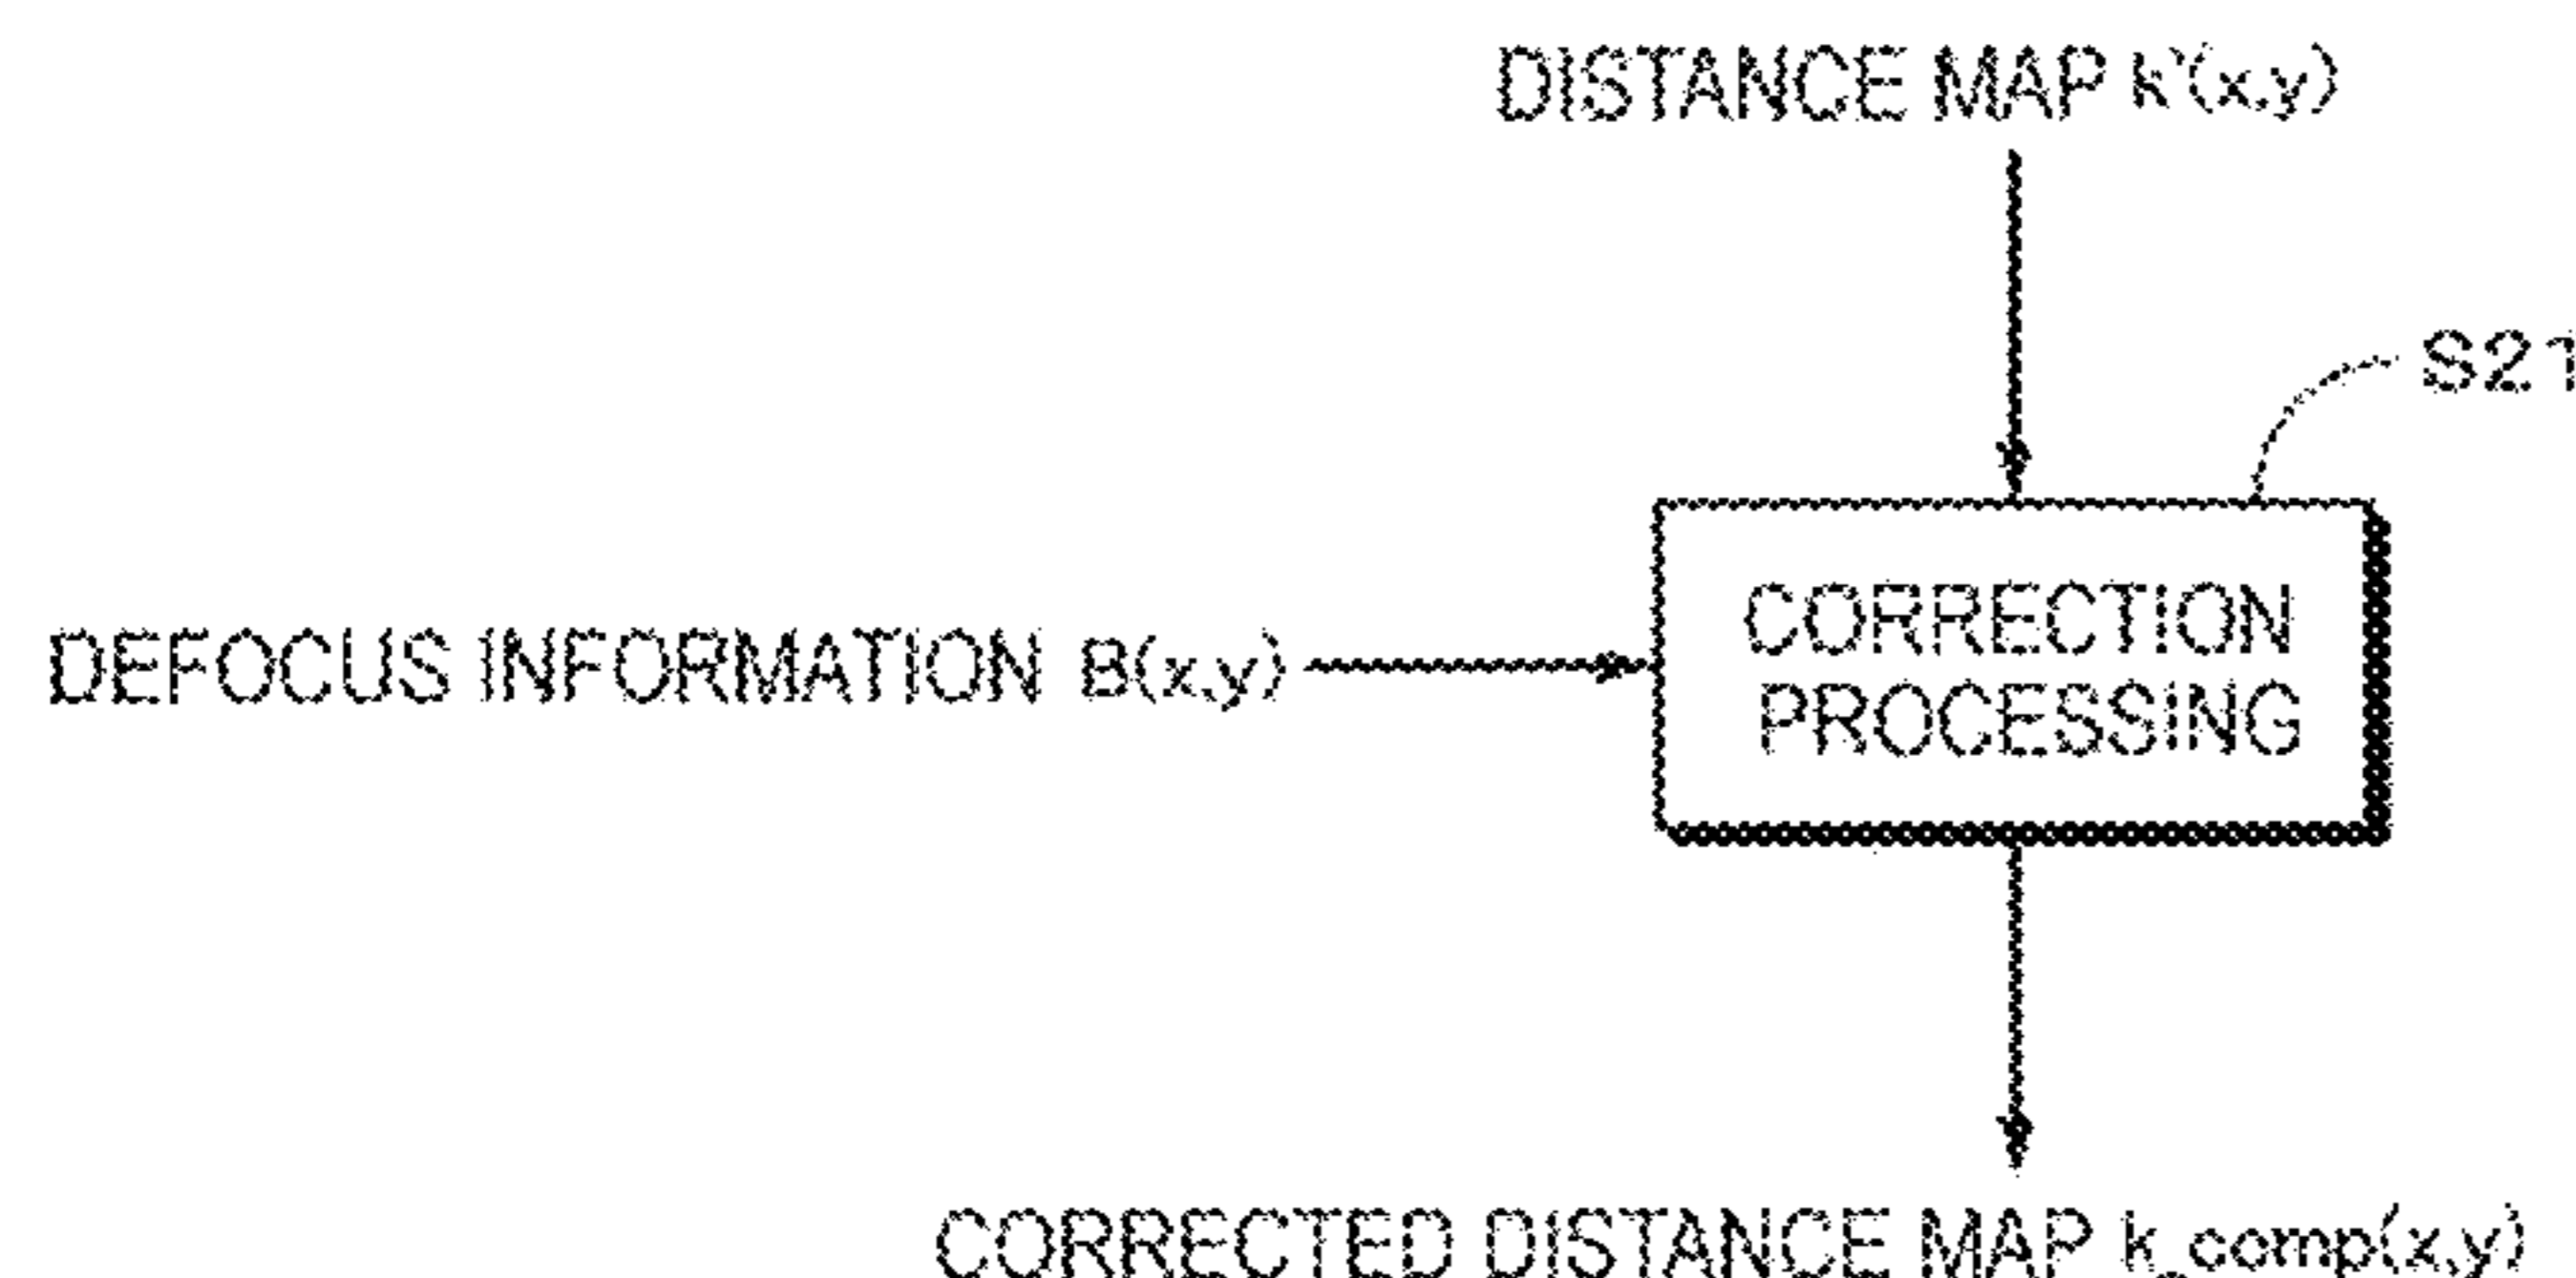 DISTANCE MAP k'(x,y)
S21
DEFOCUS INFORMATION B(x,y)
CORRECTION
PROCESSING
CORRECTED DISTANCE MAP k_comp(x,y)